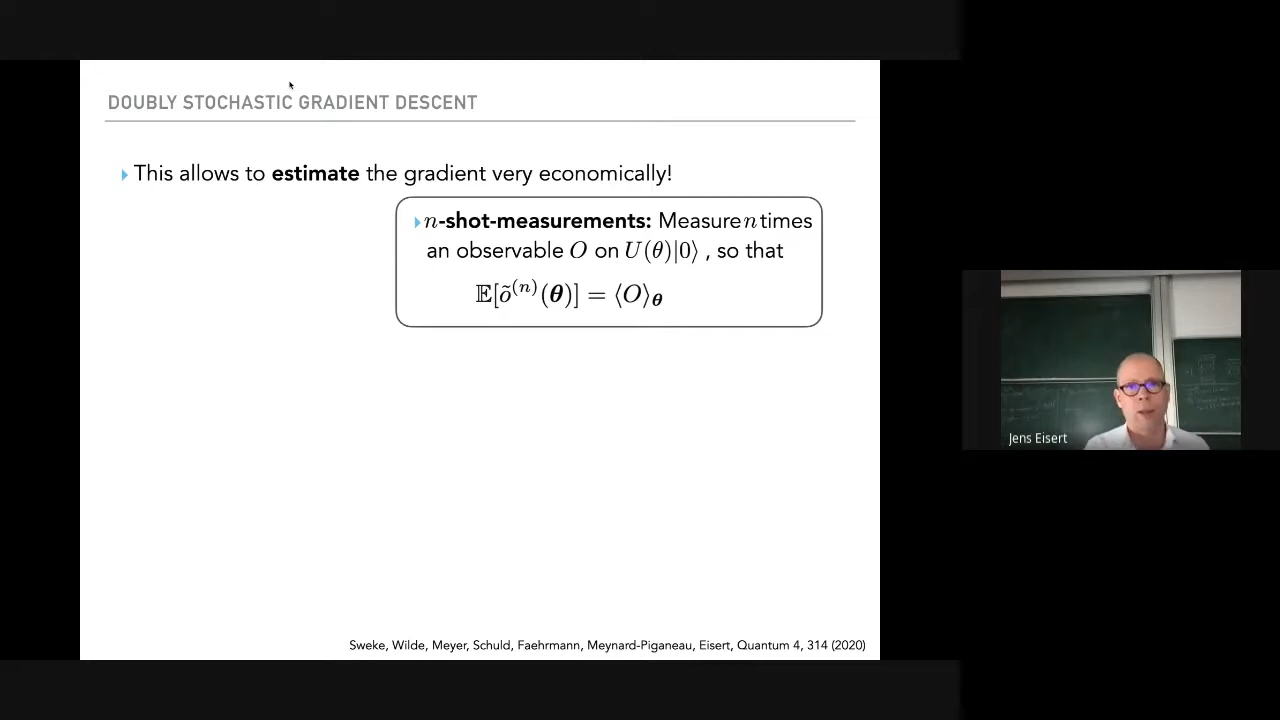 DOUBLY STOCHASTIC GRADIENT DESCENT
This allows to estimate the gradient very economically!
n-shot-measurements: Measure n times
an observable O on U(θ)|0⟩ , so that
𝔼[õ⁽ⁿ⁾(θ)] = ⟨O⟩θ
Jens Eisert
Sweke, Wilde, Meyer, Schuld, Faehrmann, Meynard-Piganeau, Eisert, Quantum 4, 314 (2020)